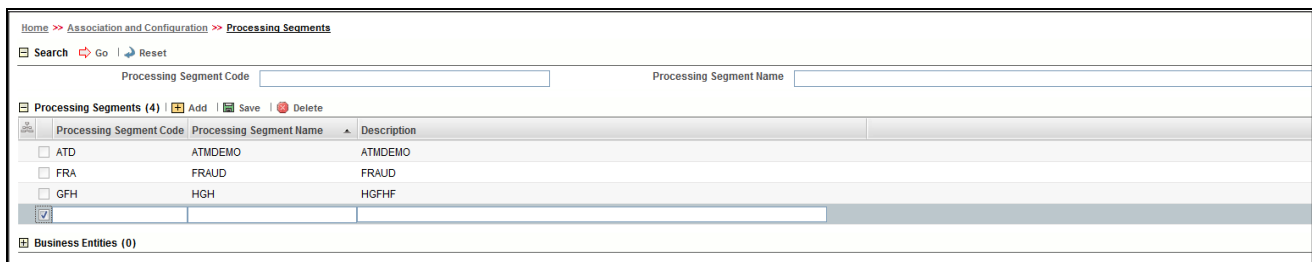 Home >> Association and Configuration >> Processing Segments
Search Go | Reset
Processing Segment Code Processing Segment Name
Processing Segments (4) | Add | Save | Delete
Processing Segment Code Processing Segment Name Description
ATD ATMDEMO ATMDEMO
FRA FRAUD FRAUD
GFH HGH HGFHF
Business Entities (0)